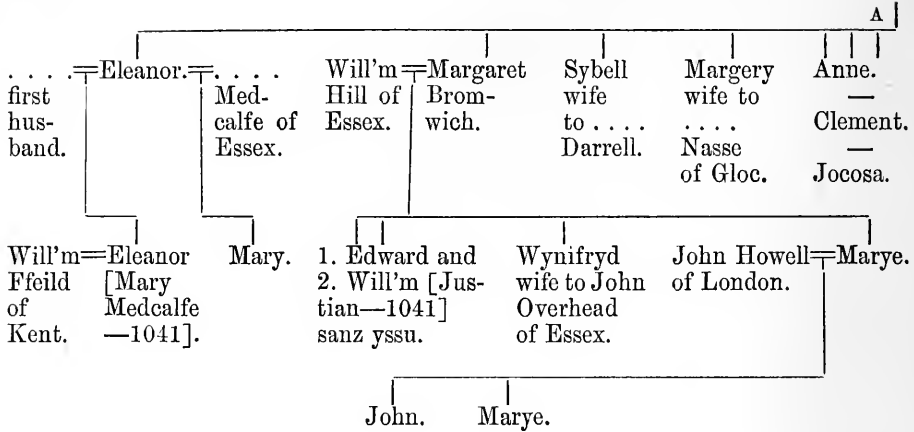 A
. . . .=Eleanor.=. . . .
first
hus-
band.
Med-
calfe of
Essex.
Will'm=Margaret
Hill of
Essex.
Brom-
wich.
Sybell
wife
to . . . .
Darrell.
Margery
wife to
. . . .
Nasse
of Gloc.
Anne.
—
Clement.
—
Jocosa.
Will'm=Eleanor
Ffeild
of
Kent.
[Mary
Medcalfe
—1041].
Mary.
1. Edward and
2. Will'm [Jus-
tian—1041]
sanz yssu.
Wynifryd
wife to John
Overhead
of Essex.
John Howell=Marye.
of London.
John.
Marye.